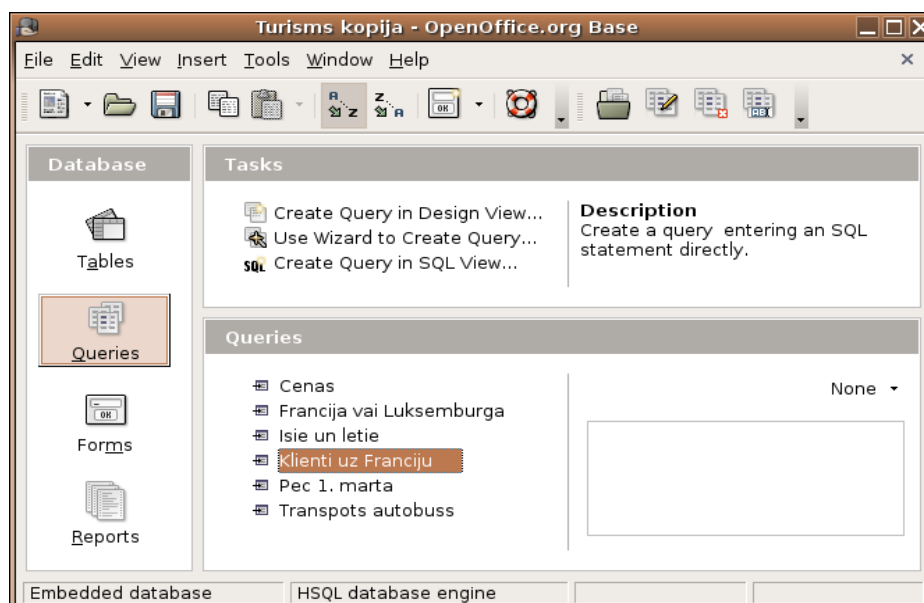 Turisms kopija - OpenOffice.org Base
File Edit View Insert Tools Window Help
Database
Tables
Queries
Forms
Reports
Tasks
Create Query in Design View...
Use Wizard to Create Query...
SQL Create Query in SQL View...
Description
Create a query entering an SQL
statement directly.
Queries
Cenas
Francija vai Luksemburga
Isie un letie
Klienti uz Franciju
Pec 1. marta
Transpots autobuss
None
Embedded database
HSQL database engine